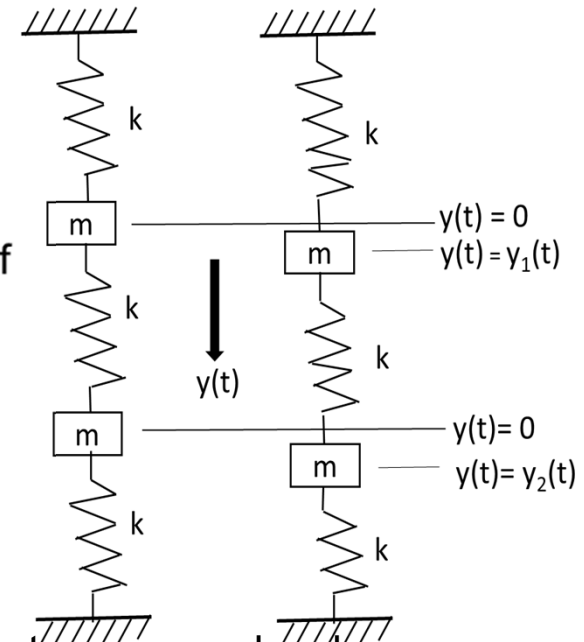 k
k
m
y(t) = 0
m
y(t) = y₁(t)
f
k
k
y(t)
m
y(t)= 0
m
y(t)= y₂(t)
k
k